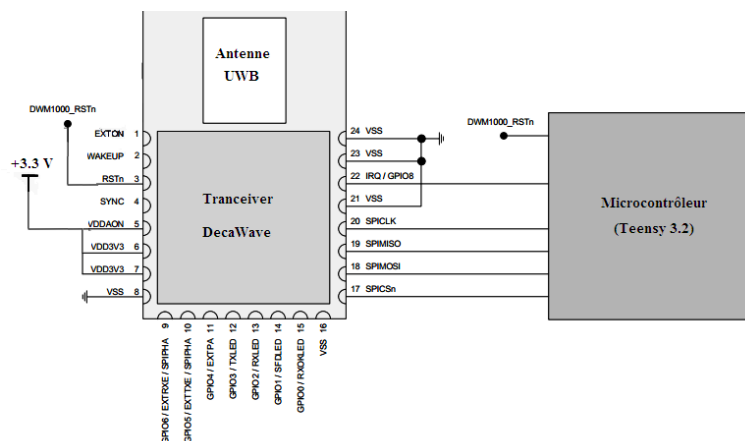 Antenne
UWB
DWM1000_RSTn
EXTON 1
WAKEUP 2
+3.3 V
RSTn 3
SYNC 4
VDDAON 5
VDD3V3 6
VDD3V3 7
VSS 8
Tranceiver
DecaWave
24 VSS
23 VSS
22 IRQ / GPIO8
21 VSS
20 SPICLK
19 SPIMISO
18 SPIMOSI
17 SPICSn
DWM1000_RSTn
Microcontrôleur
(Teensy 3.2)
GPIO6 / EXTRXE / SPIPHA 9
GPIO5 / EXTTXE / SPIPHA 10
GPIO4 / EXTPA 11
GPIO3 / TXLED 12
GPIO2 / RXLED 13
GPIO1 / SFDLED 14
GPIO0 / RXOKLED 15
VSS 16